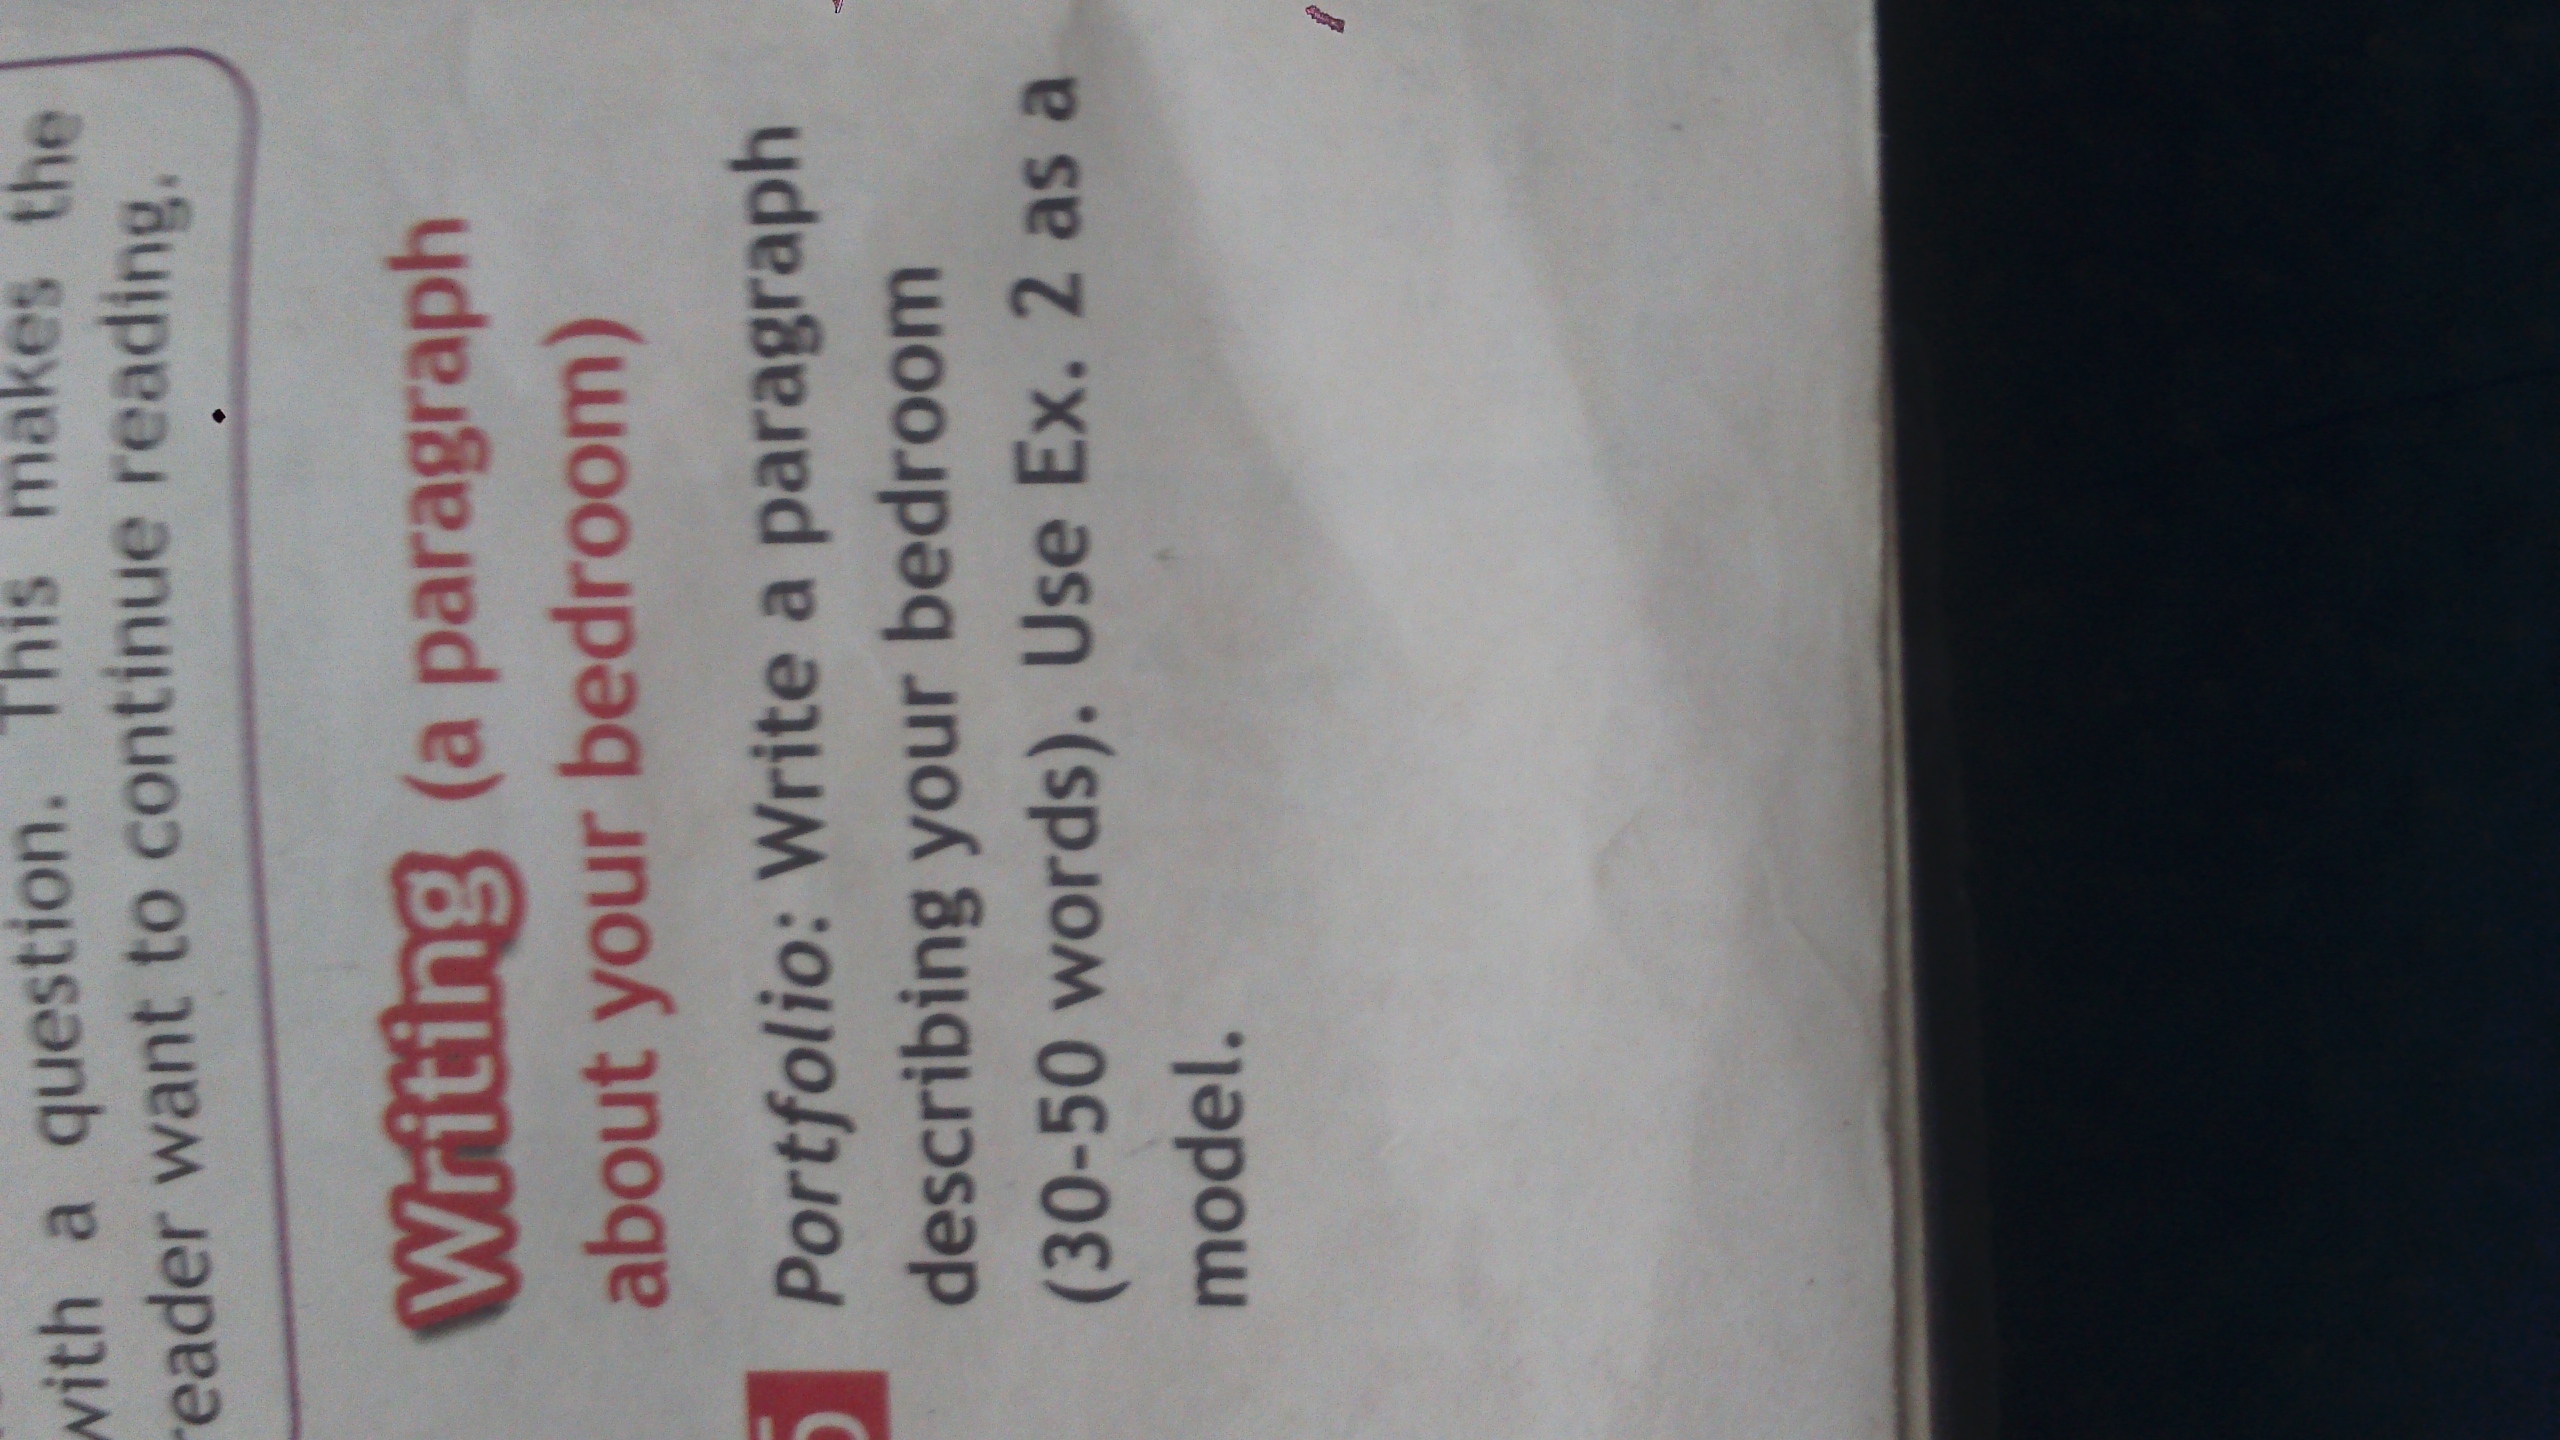 with a question. This makes the
reader want to continue reading.
Writing (a paragraph
about your bedroom)
5 Portfolio: Write a paragraph
describing your bedroom
(30-50 words). Use Ex. 2 as a
model.